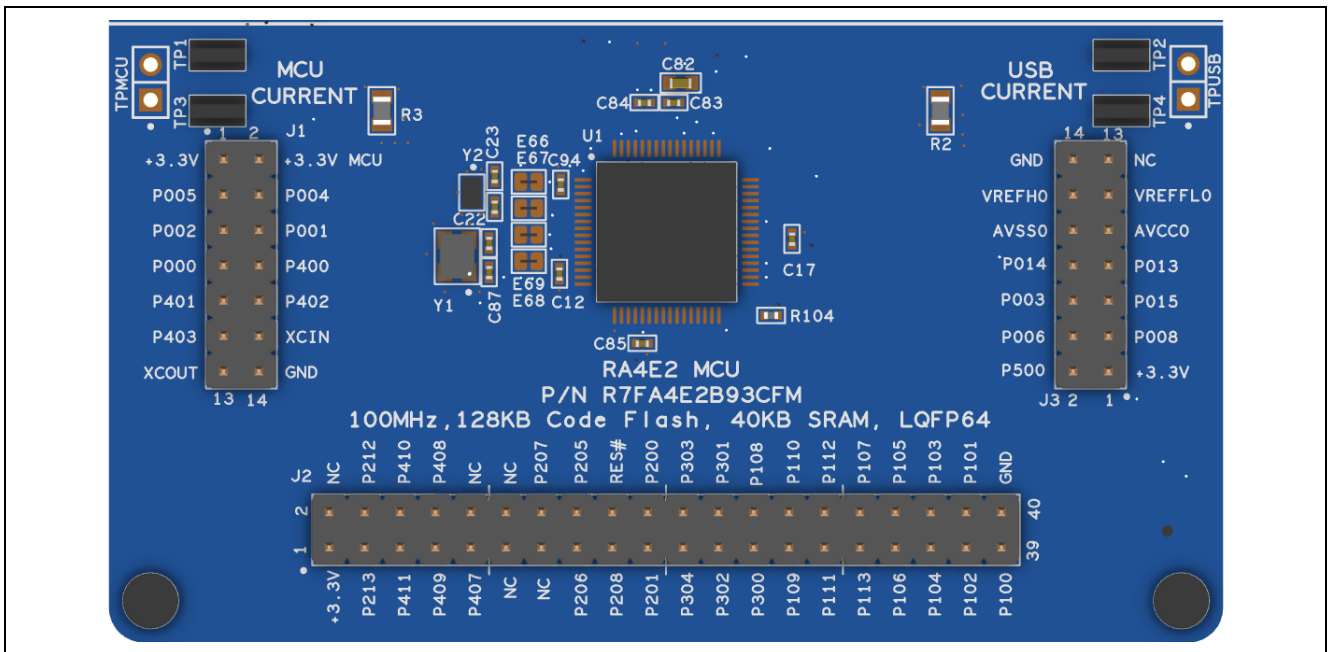 TPMCU
TP1
TP3
MCU
CURRENT
R3
C82
C84
C83
USB
CURRENT
R2
TP2
TP4
TPUSB
1 2 J1
+3.3V +3.3V MCU
P005 P004
P002 P001
P000 P400
P401 P402
P403 XCIN
XCOUT GND
13 14
Y2
C23
E66
E67
C94
U1
C22
Y1
C87
E69
E68
C12
C17
R104
C85
14 13
GND NC
VREFH0 VREFFL0
AVSS0 AVCC0
P014 P013
P003 P015
P006 P008
P500 +3.3V
J3 2 1
RA4E2 MCU
P/N R7FA4E2B93CFM
100MHz,128KB Code Flash, 40KB SRAM, LQFP64
J2
NC P212 P410 P408 NC NC P207 P205 RES# P200 P303 P301 P108 P110 P112 P107 P105 P103 P101 GND
2 40
1 39
+3.3V P213 P411 P409 P407 NC NC P206 P208 P201 P304 P302 P300 P109 P111 P113 P106 P104 P102 P100